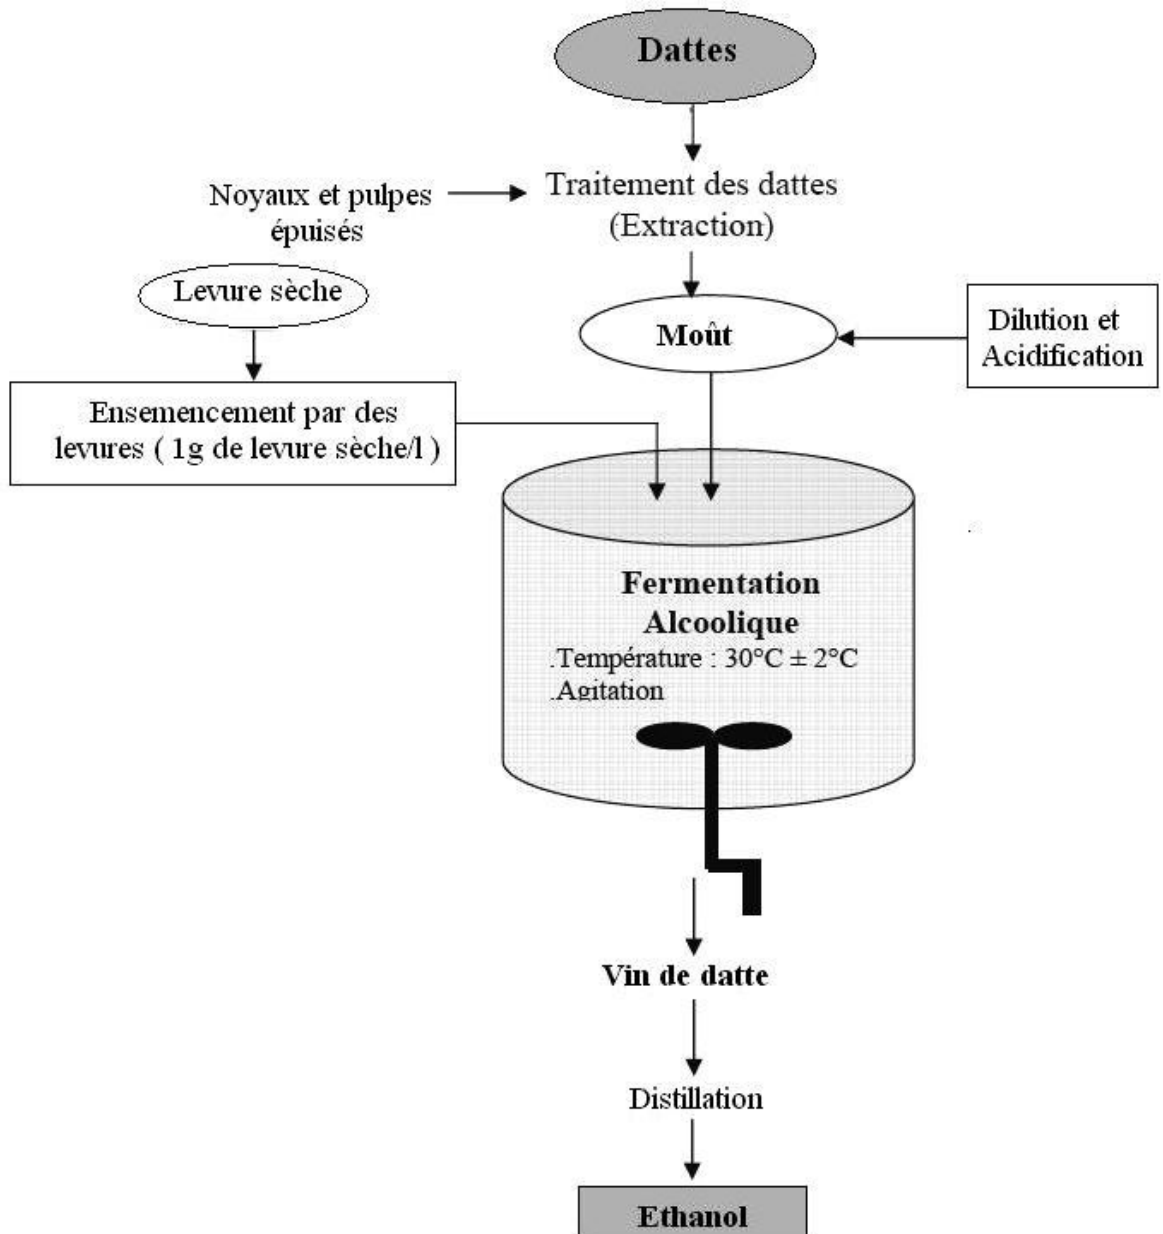 Dattes
Traitement des dattes
(Extraction)
Noyaux et pulpes
épuisés
Levure sèche
Moût
Dilution et
Acidification
Ensemencement par des
levures ( 1g de levure sèche/l )
Fermentation
Alcoolique
.Température : 30°C ± 2°C
.Agitation
Vin de datte
Distillation
Ethanol